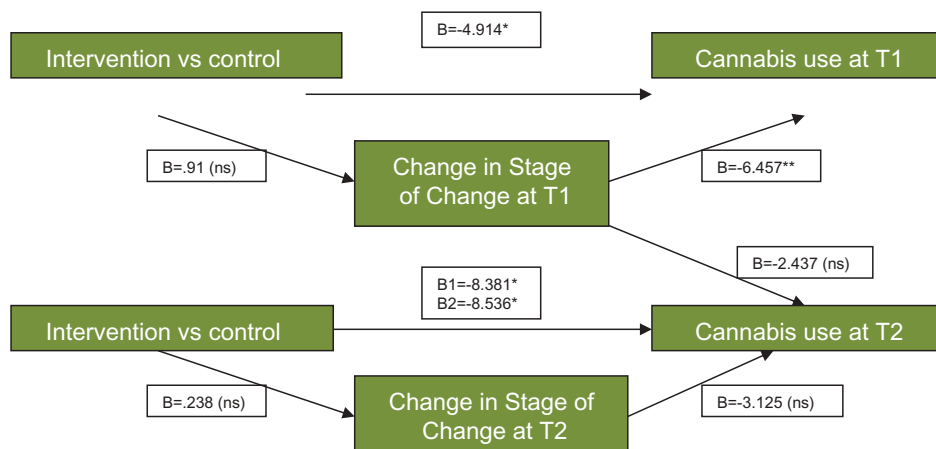 B=-4.914*
Intervention vs control
Cannabis use at T1
B=.91 (ns)
Change in Stage
of Change at T1
B=-6.457**
B=-2.437 (ns)
B1=-8.381*
B2=-8.536*
Intervention vs control
Cannabis use at T2
B=.238 (ns)
Change in Stage of
Change at T2
B=-3.125 (ns)